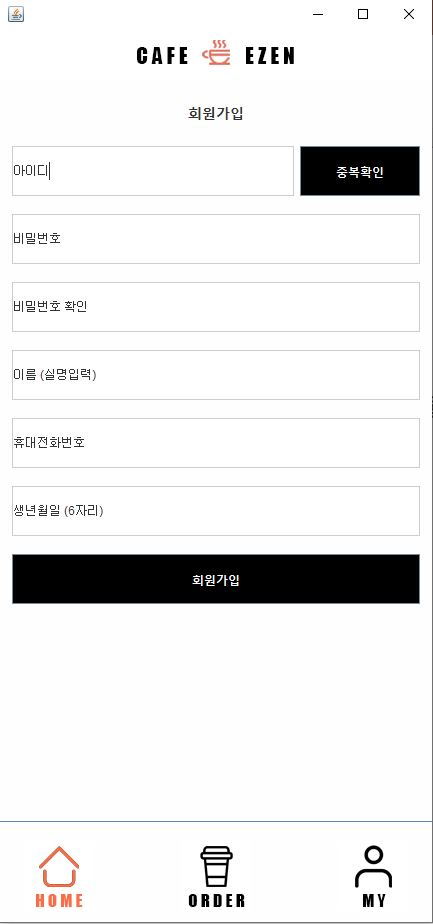 CAFE EZEN
회원가입
아이디 중복확인
비밀번호
비밀번호 확인
이름 (실명입력)
휴대전화번호
생년월일 (6자리)
회원가입
HOME ORDER MY